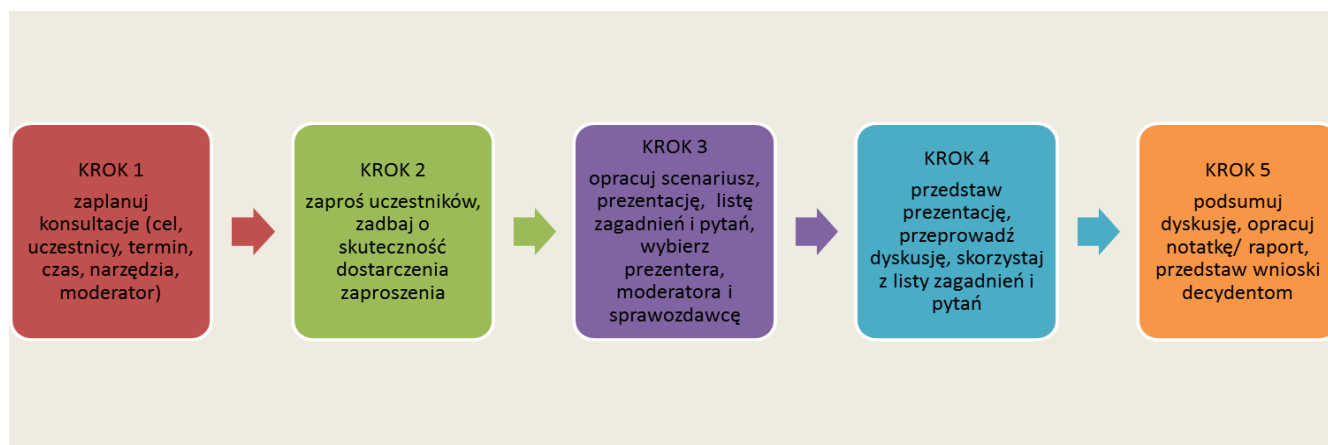 KROK 1
zaplanuj
konsultacje (cel,
uczestnicy, termin,
czas, narzędzia,
moderator)
KROK 2
zaproś uczestników,
zadbaj o
skuteczność
dostarczenia
zaproszenia
KROK 3
opracuj scenariusz,
prezentację, listę
zagadnień i pytań,
wybierz
prezentera,
moderatora i
sprawozdawcę
KROK 4
przedstaw
prezentację,
przeprowadź
dyskusję, skorzystaj
z listy zagadnień i
pytań
KROK 5
podsumuj
dyskusję, opracuj
notatkę/ raport,
przedstaw wnioski
decydentom